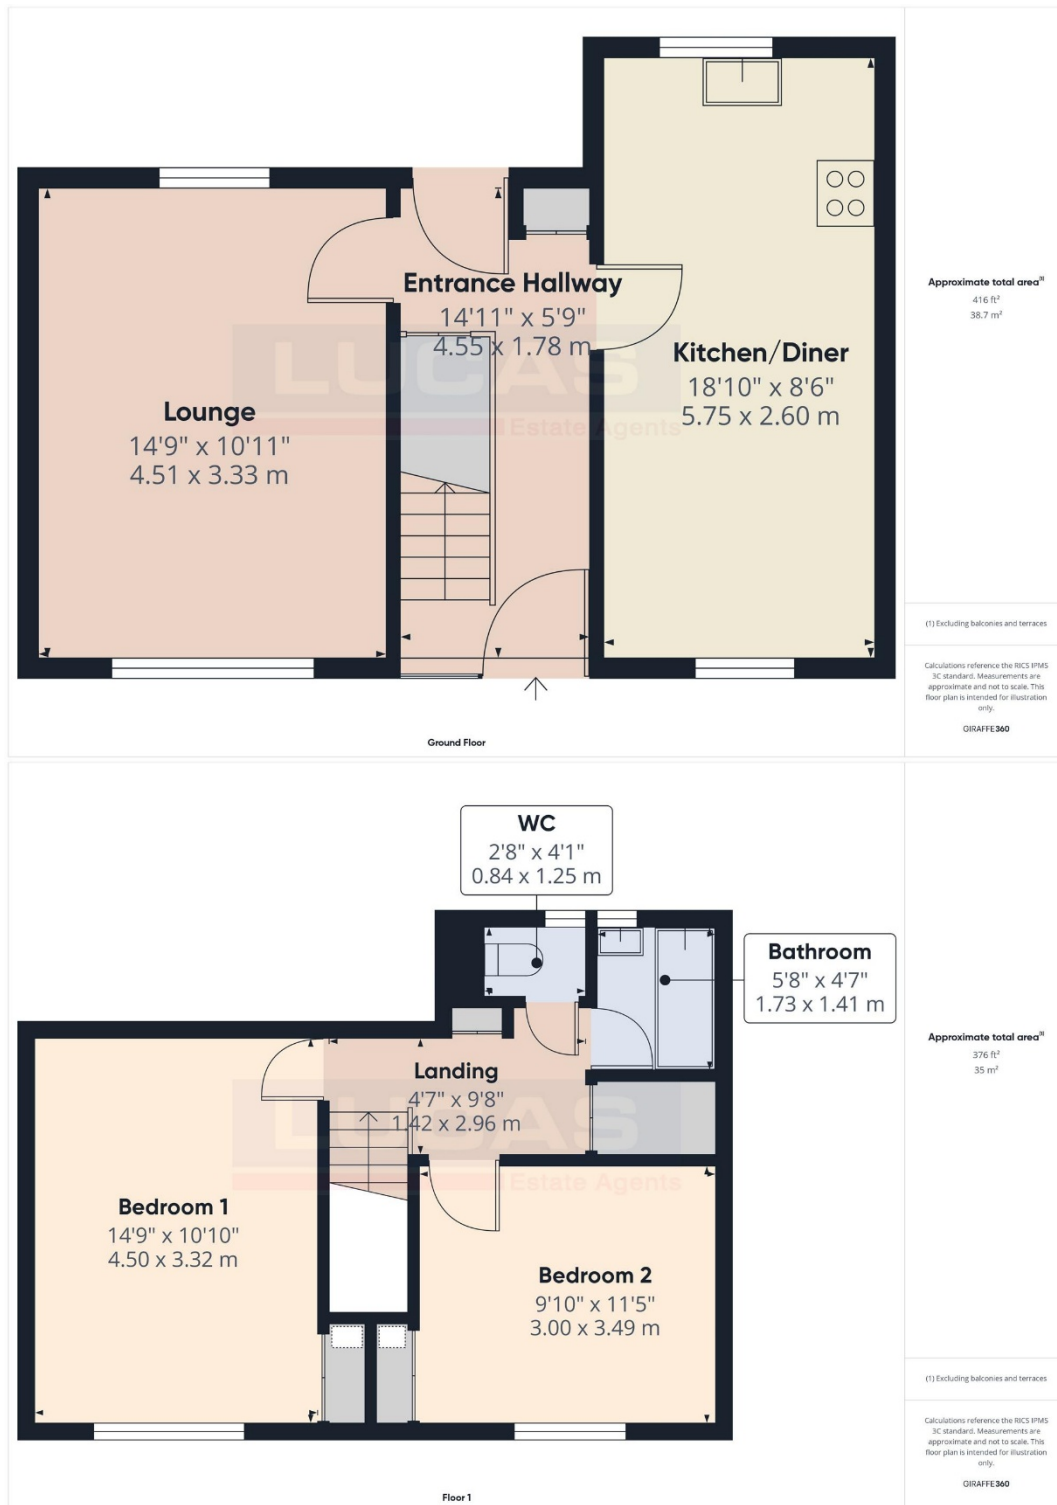 Entrance Hallway
14'11" x 5'9"
4.55 x 1.78 m
Kitchen/Diner
18'10" x 8'6"
5.75 x 2.60 m
Lounge
14'9" x 10'11"
4.51 x 3.33 m
LUCAS
Estate Agents
Ground Floor
Approximate total area(1)
416 ft²
38.7 m²
(1) Excluding balconies and terraces
Calculations reference the RICS IPMS
3C standard. Measurements are
approximate and not to scale. This
floor plan is intended for illustration
only.
GIRAFFE360
WC
2'8" x 4'1"
0.84 x 1.25 m
Bathroom
5'8" x 4'7"
1.73 x 1.41 m
Landing
4'7" x 9'8"
1.42 x 2.96 m
LUCAS
Estate Agents
Bedroom 1
14'9" x 10'10"
4.50 x 3.32 m
Bedroom 2
9'10" x 11'5"
3.00 x 3.49 m
Floor 1
Approximate total area(1)
376 ft²
35 m²
(1) Excluding balconies and terraces
Calculations reference the RICS IPMS
3C standard. Measurements are
approximate and not to scale. This
floor plan is intended for illustration
only.
GIRAFFE360